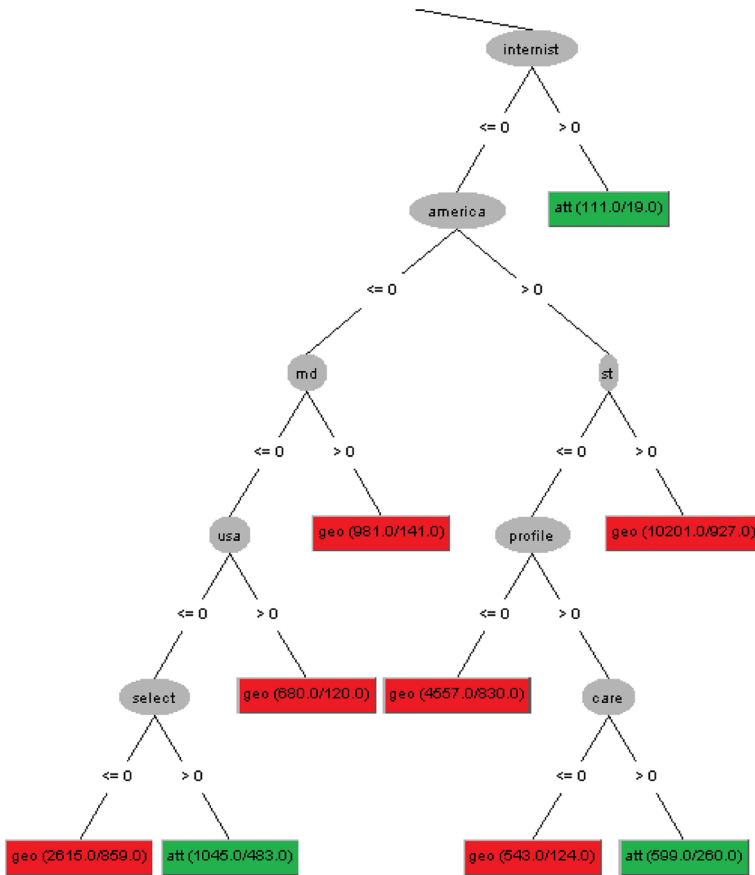 internist
<= 0 > 0
america att (111.0/19.0)
<= 0 > 0
md st
<= 0 > 0 <= 0 > 0
usa geo (981.0/141.0) profile geo (10201.0/927.0)
<= 0 > 0 <= 0 > 0
select geo (680.0/120.0) geo (4557.0/830.0) care
<= 0 > 0 <= 0 > 0
geo (2615.0/859.0) att (1045.0/483.0) geo (543.0/124.0) att (599.0/260.0)